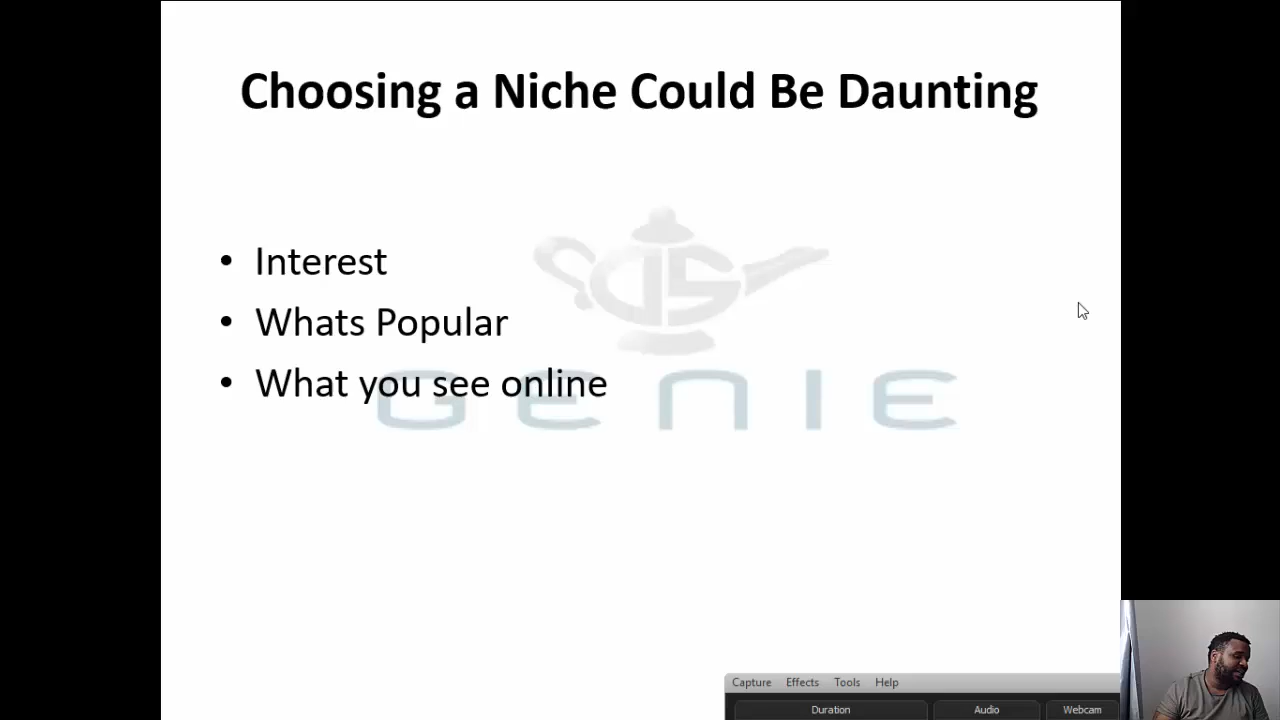 Choosing a Niche Could Be Daunting
• Interest
• Whats Popular
• What you see online
DS
GENIE
Capture Effects Tools Help
Duration Audio Webcam